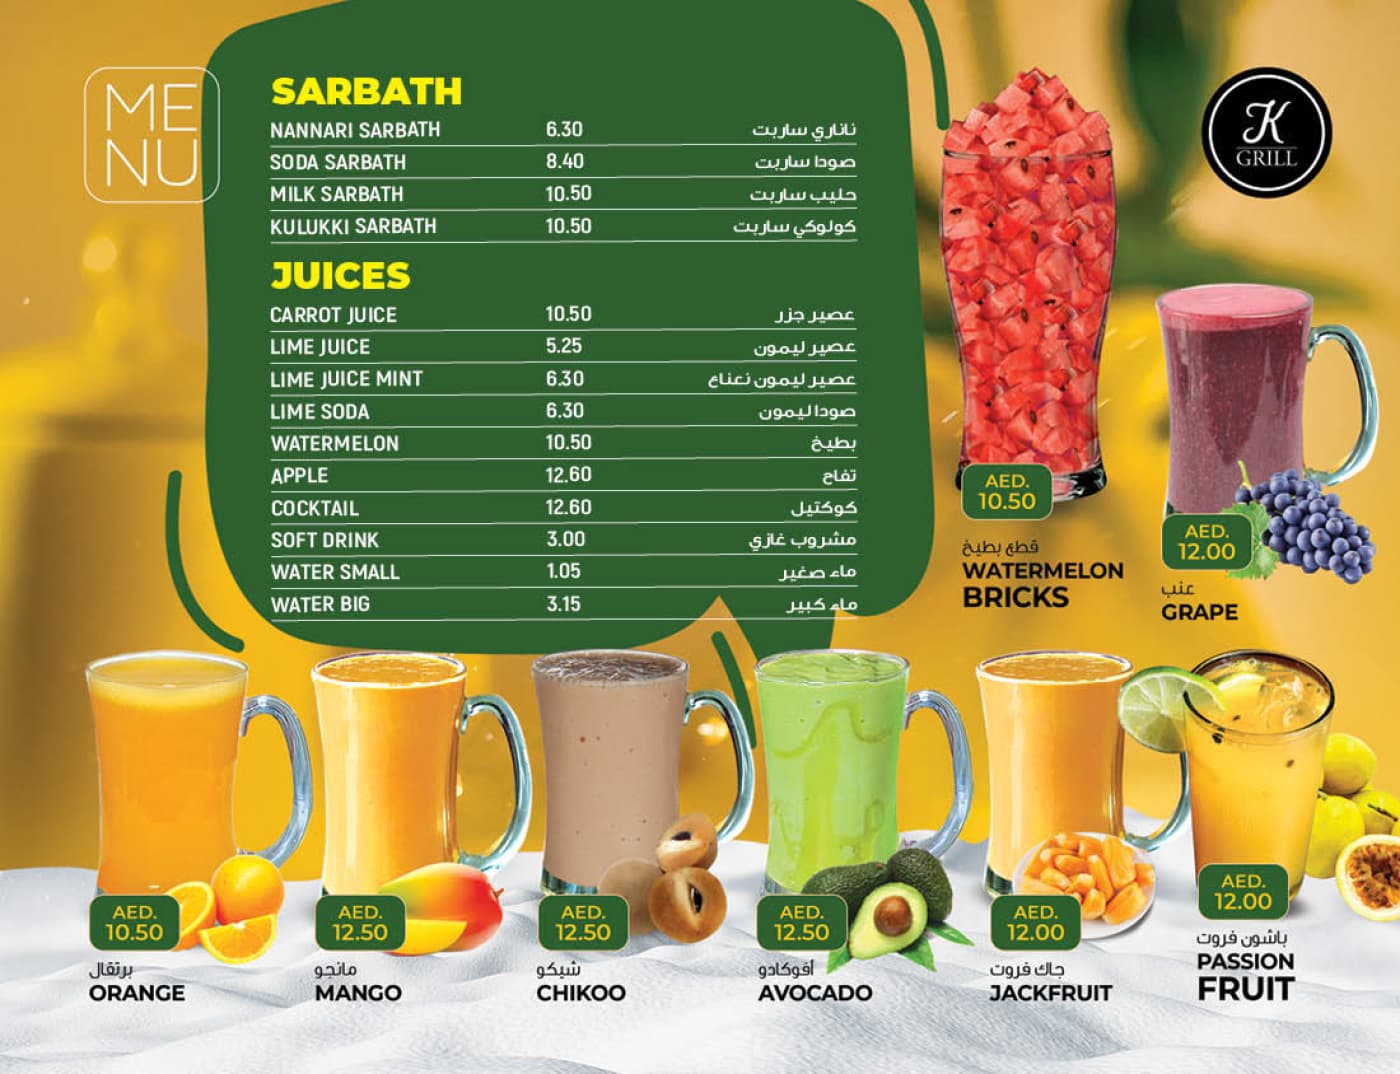 ME
NU
SARBATH
NANNARI SARBATH 6.30 ناناري ساربت
SODA SARBATH 8.40 صودا ساربت
MILK SARBATH 10.50 حليب ساربت
KULUKKI SARBATH 10.50 كولوكي ساربت
JUICES
CARROT JUICE 10.50 عصير جزر
LIME JUICE 5.25 عصير ليمون
LIME JUICE MINT 6.30 عصير ليمون نعناع
LIME SODA 6.30 صودا ليمون
WATERMELON 10.50 بطيخ
APPLE 12.60 تفاح
COCKTAIL 12.60 كوكتيل
SOFT DRINK 3.00 مشروب غازي
WATER SMALL 1.05 ماء صغير
WATER BIG 3.15 ماء كبير
K
GRILL
AED.
10.50
قطع بطيخ
WATERMELON
BRICKS
AED.
12.00
عنب
GRAPE
AED.
10.50
برتقال
ORANGE
AED.
12.50
مانجو
MANGO
AED.
12.50
شيكو
CHIKOO
AED.
12.50
أفوكادو
AVOCADO
AED.
12.00
جاك فروت
JACKFRUIT
AED.
12.00
باشون فروت
PASSION
FRUIT